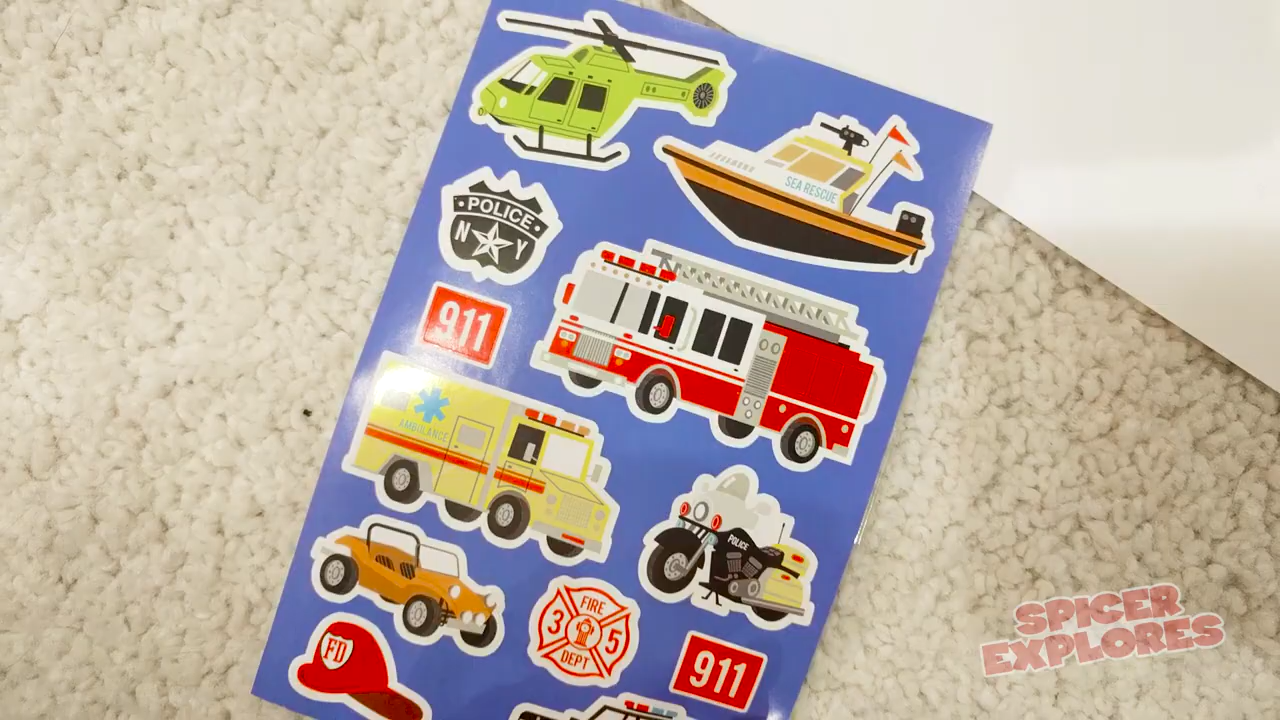 SEA RESCUE
POLICE
N Y
911
AMBULANCE
POLICE
FIRE
3 5
DEPT
911
FD
SPICER
EXPLORES